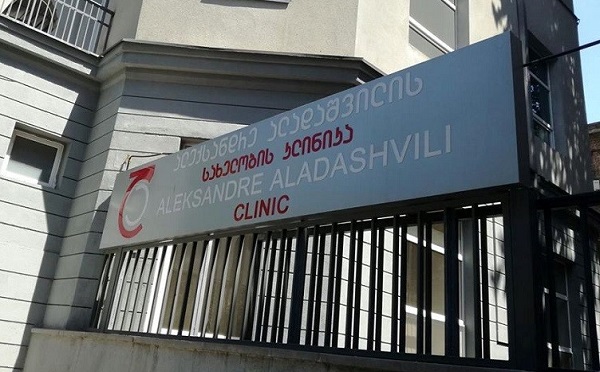 ალექსანდრე ალადაშვილის
სახელობის კლინიკა
ALEKSANDRE ALADASHVILI
CLINIC